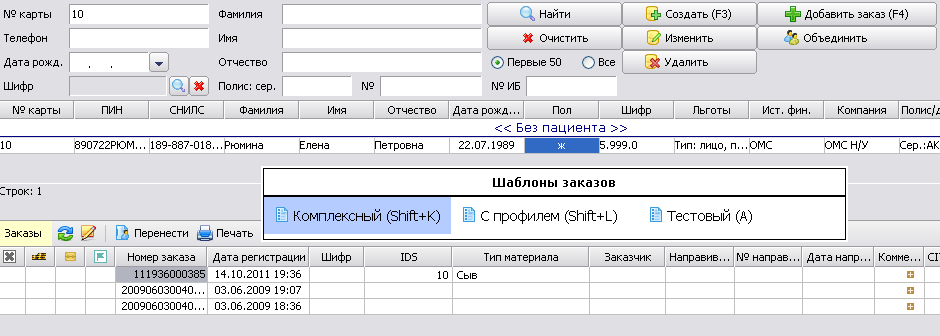 № карты 10 Фамилия Найти Создать (F3) Добавить заказ (F4)
Телефон Имя Очистить Изменить Объединить
Дата рожд. . . Отчество Первые 50 Все Удалить
Шифр Полис: сер. № № ИБ
№ карты ПИН СНИЛС Фамилия Имя Отчество Дата рожд... Пол Шифр Льготы Ист. фин. Компания Полис/Д
<< Без пациента >>
10 890722РЮМ... 189-887-018... Рюмина Елена Петровна 22.07.1989 ж 5.999.0 Тип: лицо, п... ОМС ОМС Н/У Сер.:АК
Строк: 1
Шаблоны заказов
Комплексный (Shift+K) С профилем (Shift+L) Тестовый (A)
Заказы Перенести Печать
Номер заказа Дата регистрации Шифр IDS Тип материала Заказчик Направив... № направ... Дата напр... Комме... CI
111936000385 14.10.2011 19:36 10 Сыв
200906030040... 03.06.2009 19:07
200906030040... 03.06.2009 18:36